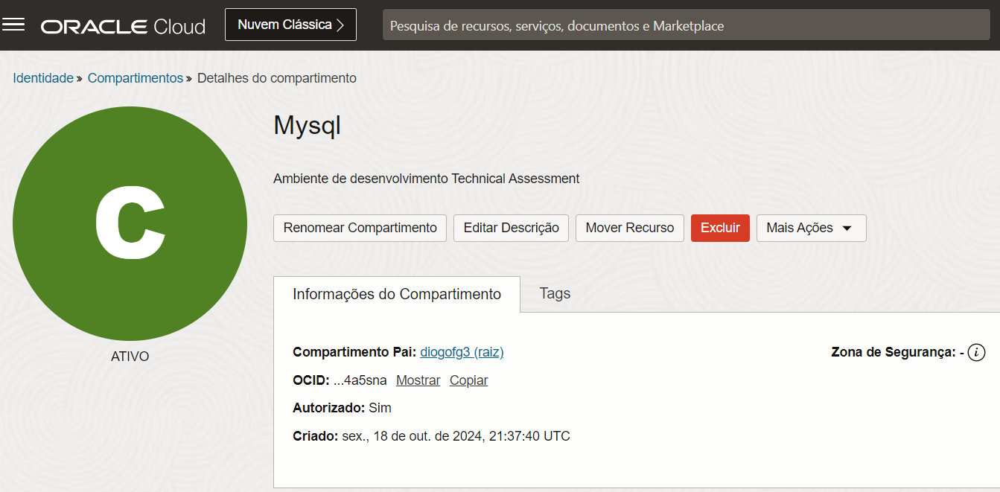 ORACLE Cloud
Nuvem Clássica
Pesquisa de recursos, serviços, documentos e Marketplace
Identidade » Compartimentos » Detalhes do compartimento
C
ATIVO
Mysql
Ambiente de desenvolvimento Technical Assessment
Renomear Compartimento Editar Descrição Mover Recurso Excluir Mais Ações
Informações do Compartimento Tags
Compartimento Pai: diogofg3 (raiz) Zona de Segurança: -
OCID: ...4a5sna Mostrar Copiar
Autorizado: Sim
Criado: sex., 18 de out. de 2024, 21:37:40 UTC